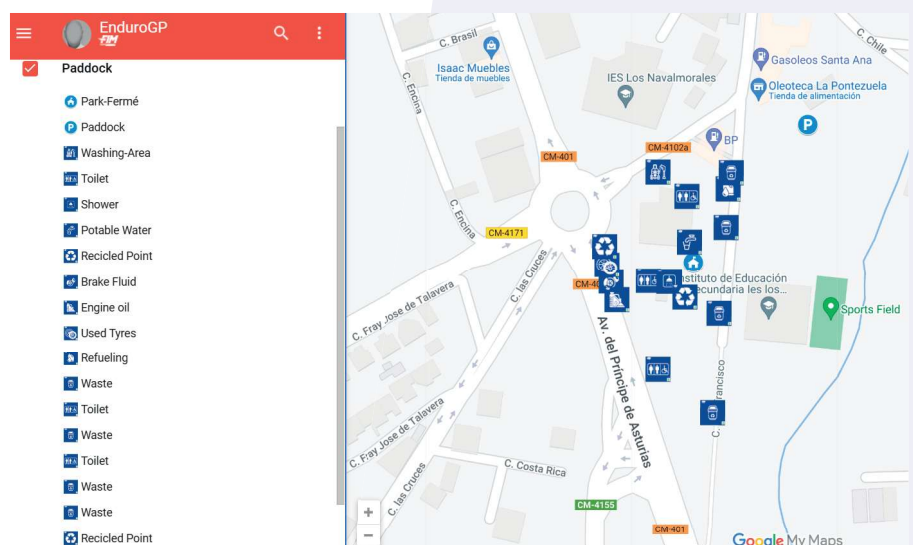 EnduroGP
FIM
Paddock
Park-Fermé
Paddock
Washing-Area
Toilet
Shower
Potable Water
Recicled Point
Brake Fluid
Engine oil
Used Tyres
Refueling
Waste
Toilet
Waste
Toilet
Waste
Waste
Recicled Point
C. Brasil
Isaac Muebles
Tienda de muebles
C. Encina
IES Los Navalmorales
C. Chile
Gasoleos Santa Ana
Oleoteca La Pontezuela
Tienda de alimentación
P
BP
CM-4102a
CM-401
C. Encina
CM-4171
C. las Cruces
C. Fray Jose de Talavera
Instituto de Educación
les los...
Sports Field
Av. del Príncipe de Asturias
C. Fray Jose de Talavera
C. las Cruces
C. Costa Rica
CM-4155
CM-401
+
−
Google My Maps